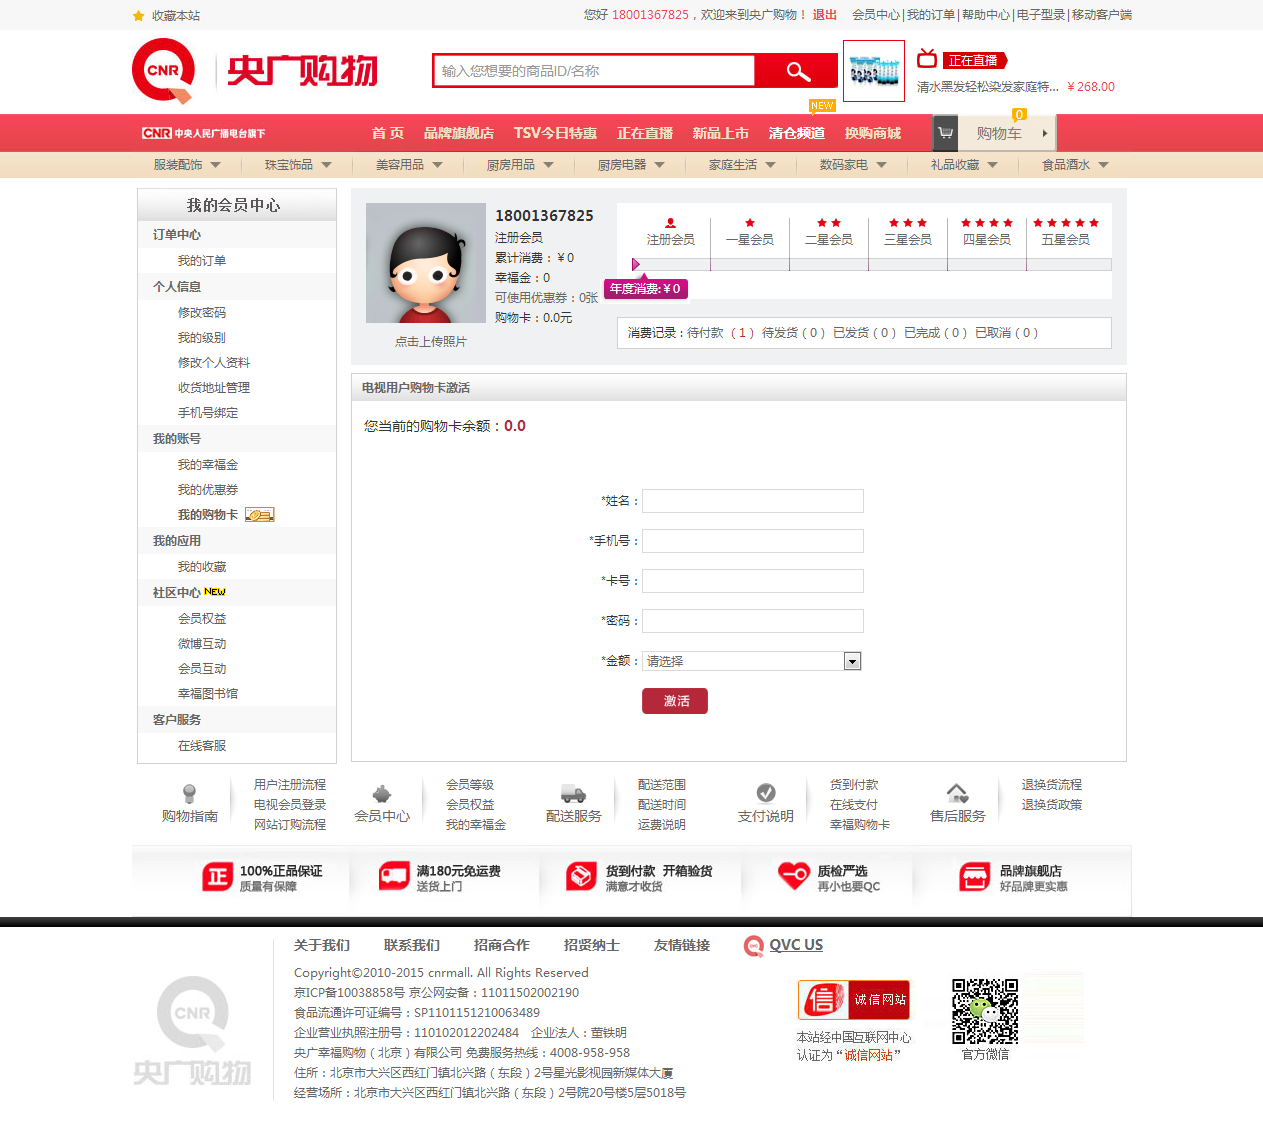 收藏本站
您好 18001367825，欢迎来到央广购物！ 退出 会员中心|我的订单|帮助中心|电子型录|移动客户端
CNR 央广购物
输入您想要的商品ID/名称
正在直播
清水黑发轻松染发家庭特... ￥268.00
NEW
CNR 中央人民广播电台旗下
首 页 品牌旗舰店 TSV今日特惠 正在直播 新品上市 清仓频道 换购商城
购物车 0
服装配饰 珠宝饰品 美容用品 厨房用品 厨房电器 家庭生活 数码家电 礼品收藏 食品酒水
我的会员中心
订单中心
我的订单
个人信息
修改密码
我的级别
修改个人资料
收货地址管理
手机号绑定
我的账号
我的幸福金
我的优惠券
我的购物卡
我的应用
我的收藏
社区中心 NEW
会员权益
微博互动
会员互动
幸福图书馆
客户服务
在线客服
18001367825
注册会员
累计消费：￥0
幸福金：0
可使用优惠券：0张
购物卡：0.0元
点击上传照片
注册会员 一星会员 二星会员 三星会员 四星会员 五星会员
年度消费:￥0
消费记录：待付款 （1） 待发货（0） 已发货（0） 已完成（0） 已取消（0）
电视用户购物卡激活
您当前的购物卡余额：0.0
*姓名：
*手机号：
*卡号：
*密码：
*金额： 请选择
激活
购物指南
用户注册流程
电视会员登录
网站订购流程
会员中心
会员等级
会员权益
我的幸福金
配送服务
配送范围
配送时间
运费说明
支付说明
货到付款
在线支付
幸福购物卡
售后服务
退换货流程
退换货政策
正 100%正品保证
质量有保障
满180元免运费
送货上门
货到付款 开箱验货
满意才收货
质检严选
再小也要QC
品牌旗舰店
好品牌更实惠
关于我们 联系我们 招商合作 招贤纳士 友情链接 QVC US
CNR 央广购物
Copyright©2010-2015 cnrmall. All Rights Reserved
京ICP备10038858号 京公网安备：11011502002190
食品流通许可证编号：SP1101151210063489
企业营业执照注册号：110102012202484 企业法人：董铁明
央广幸福购物（北京）有限公司 免费服务热线：4008-958-958
住所：北京市大兴区西红门镇北兴路（东段）2号星光影视园新媒体大厦
经营场所：北京市大兴区西红门镇北兴路（东段）2号院20号楼5层5018号
信 诚信网站
本站经中国互联网中心
认证为“诚信网站”
官方微信